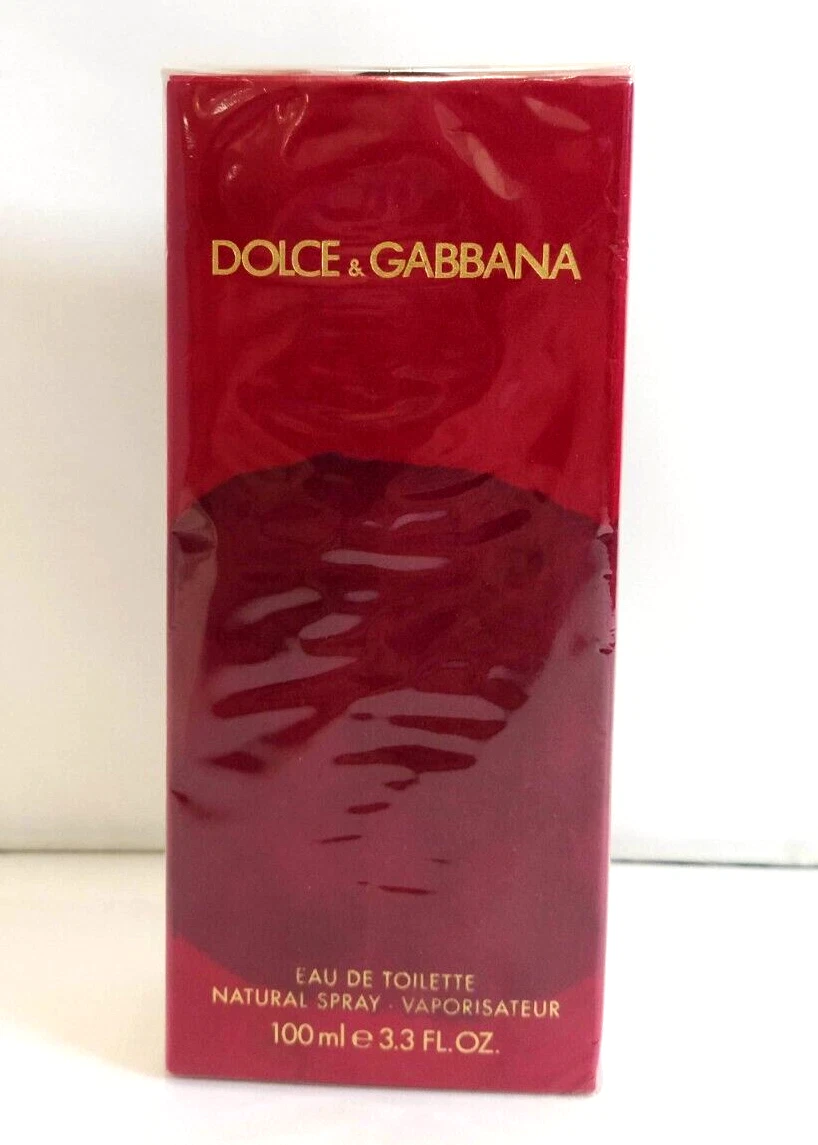 DOLCE & GABBANA
EAU DE TOILETTE
NATURAL SPRAY · VAPORISATEUR
100 ml ℮ 3.3 FL.OZ.